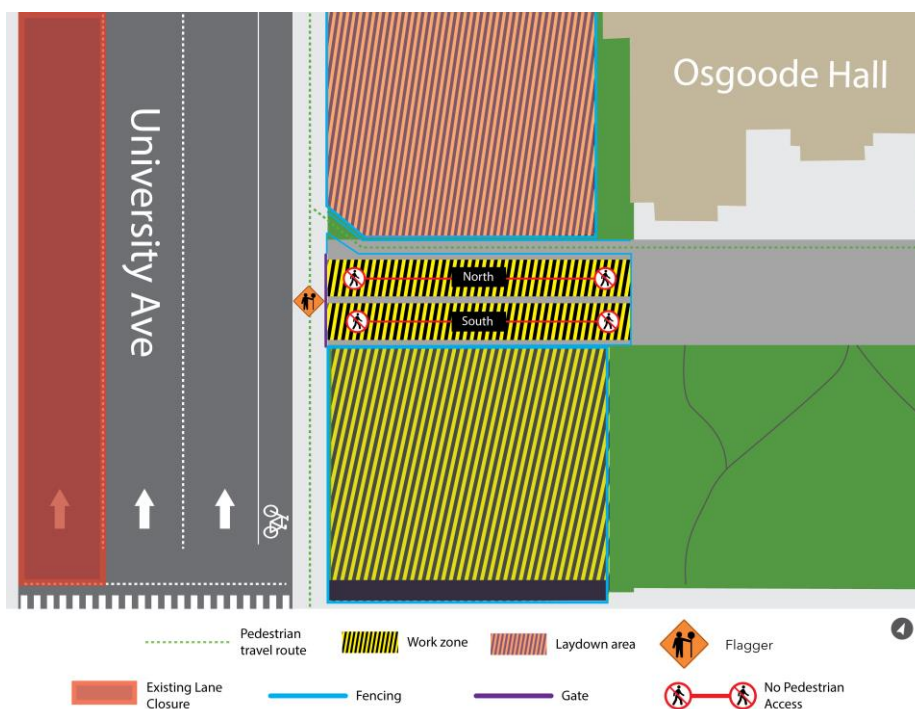 Osgoode Hall
University Ave
North
South
Pedestrian
travel route
Work zone
Laydown area
Flagger
Existing Lane
Closure
Fencing
Gate
No Pedestrian
Access